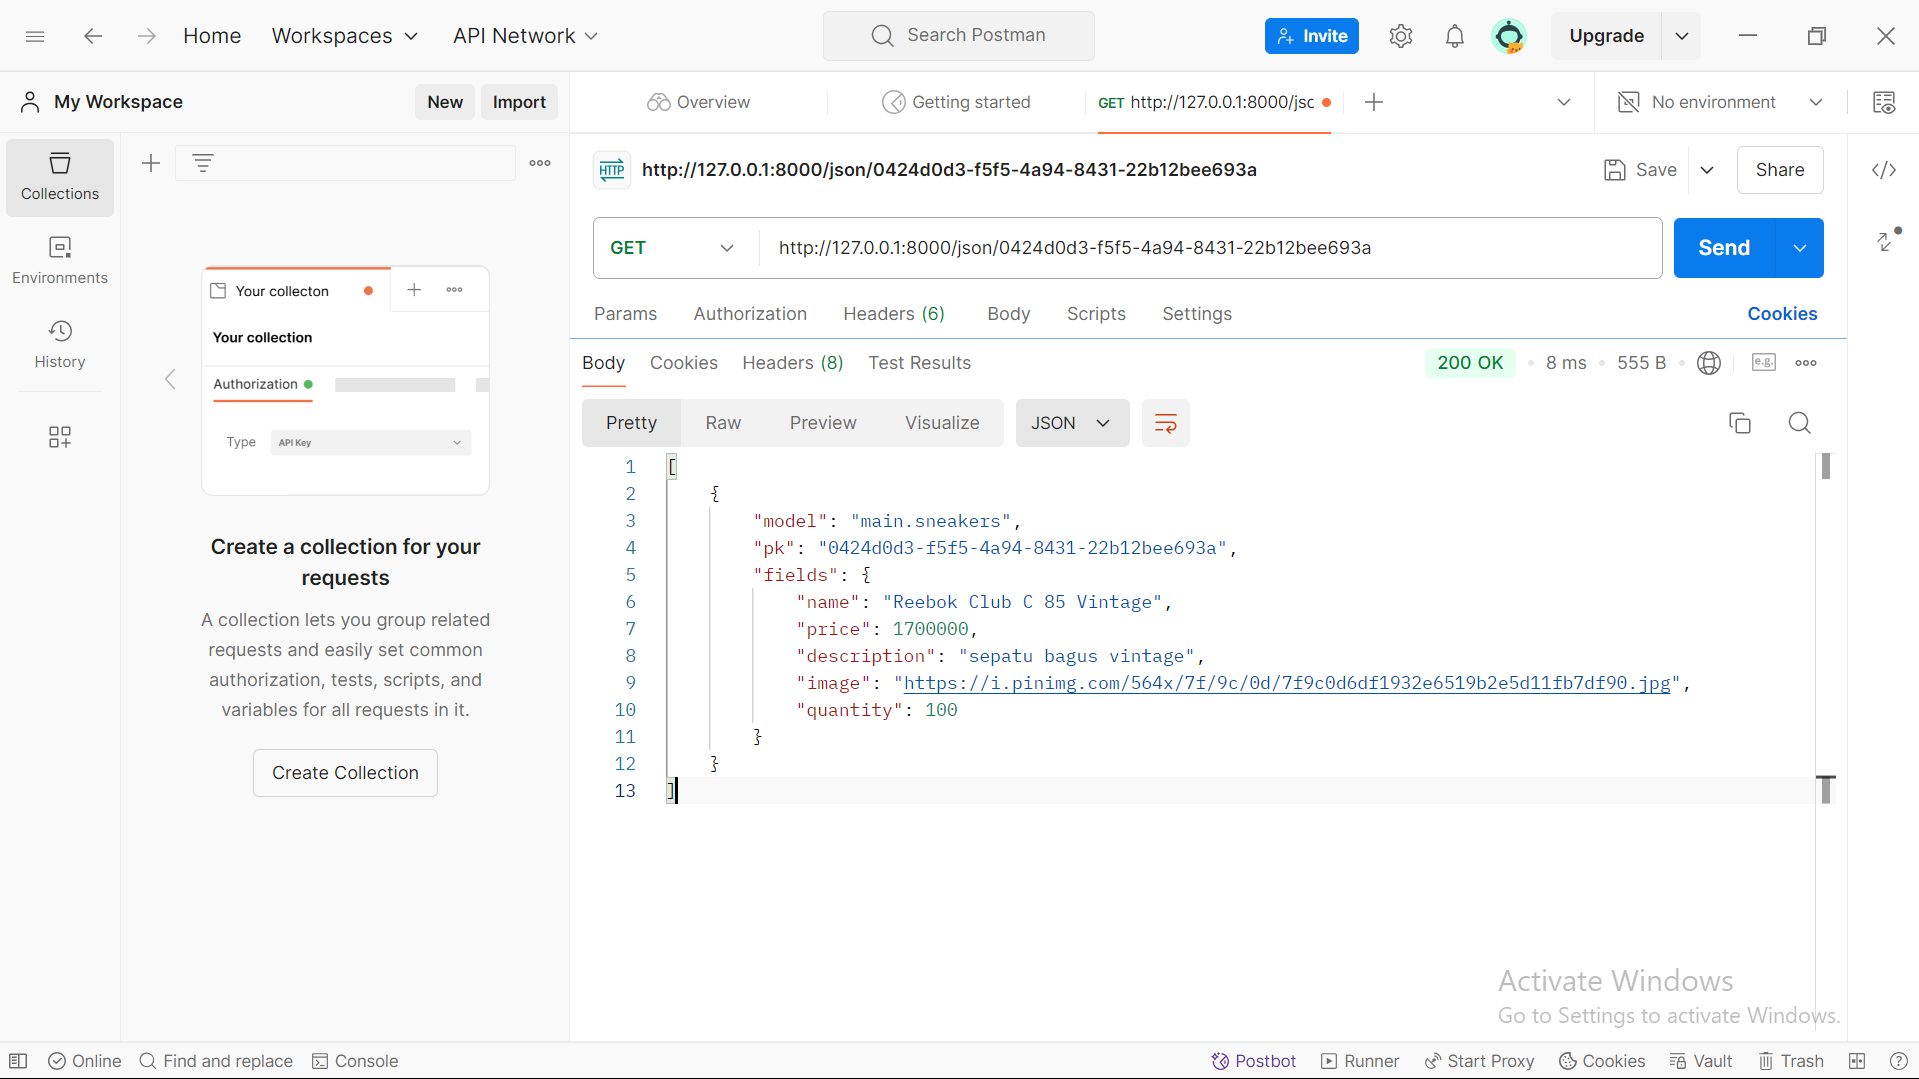 Home Workspaces API Network Search Postman Invite Upgrade
My Workspace New Import Overview Getting started GET http://127.0.0.1:8000/jsc No environment
Collections
Environments
History
Your collecton
Your collection
Authorization
Type API Key
Create a collection for your
requests
A collection lets you group related
requests and easily set common
authorization, tests, scripts, and
variables for all requests in it.
Create Collection
HTTP http://127.0.0.1:8000/json/0424d0d3-f5f5-4a94-8431-22b12bee693a Save Share
GET http://127.0.0.1:8000/json/0424d0d3-f5f5-4a94-8431-22b12bee693a Send
Params Authorization Headers (6) Body Scripts Settings Cookies
Body Cookies Headers (8) Test Results 200 OK 8 ms 555 B e.g.
Pretty Raw Preview Visualize JSON
1 [
2 {
3 "model": "main.sneakers",
4 "pk": "0424d0d3-f5f5-4a94-8431-22b12bee693a",
5 "fields": {
6 "name": "Reebok Club C 85 Vintage",
7 "price": 1700000,
8 "description": "sepatu bagus vintage",
9 "image": "https://i.pinimg.com/564x/7f/9c/0d/7f9c0d6df1932e6519b2e5d11fb7df90.jpg",
10 "quantity": 100
11 }
12 }
13 ]
Activate Windows
Go to Settings to activate Windows.
Online Find and replace Console Postbot Runner Start Proxy Cookies Vault Trash